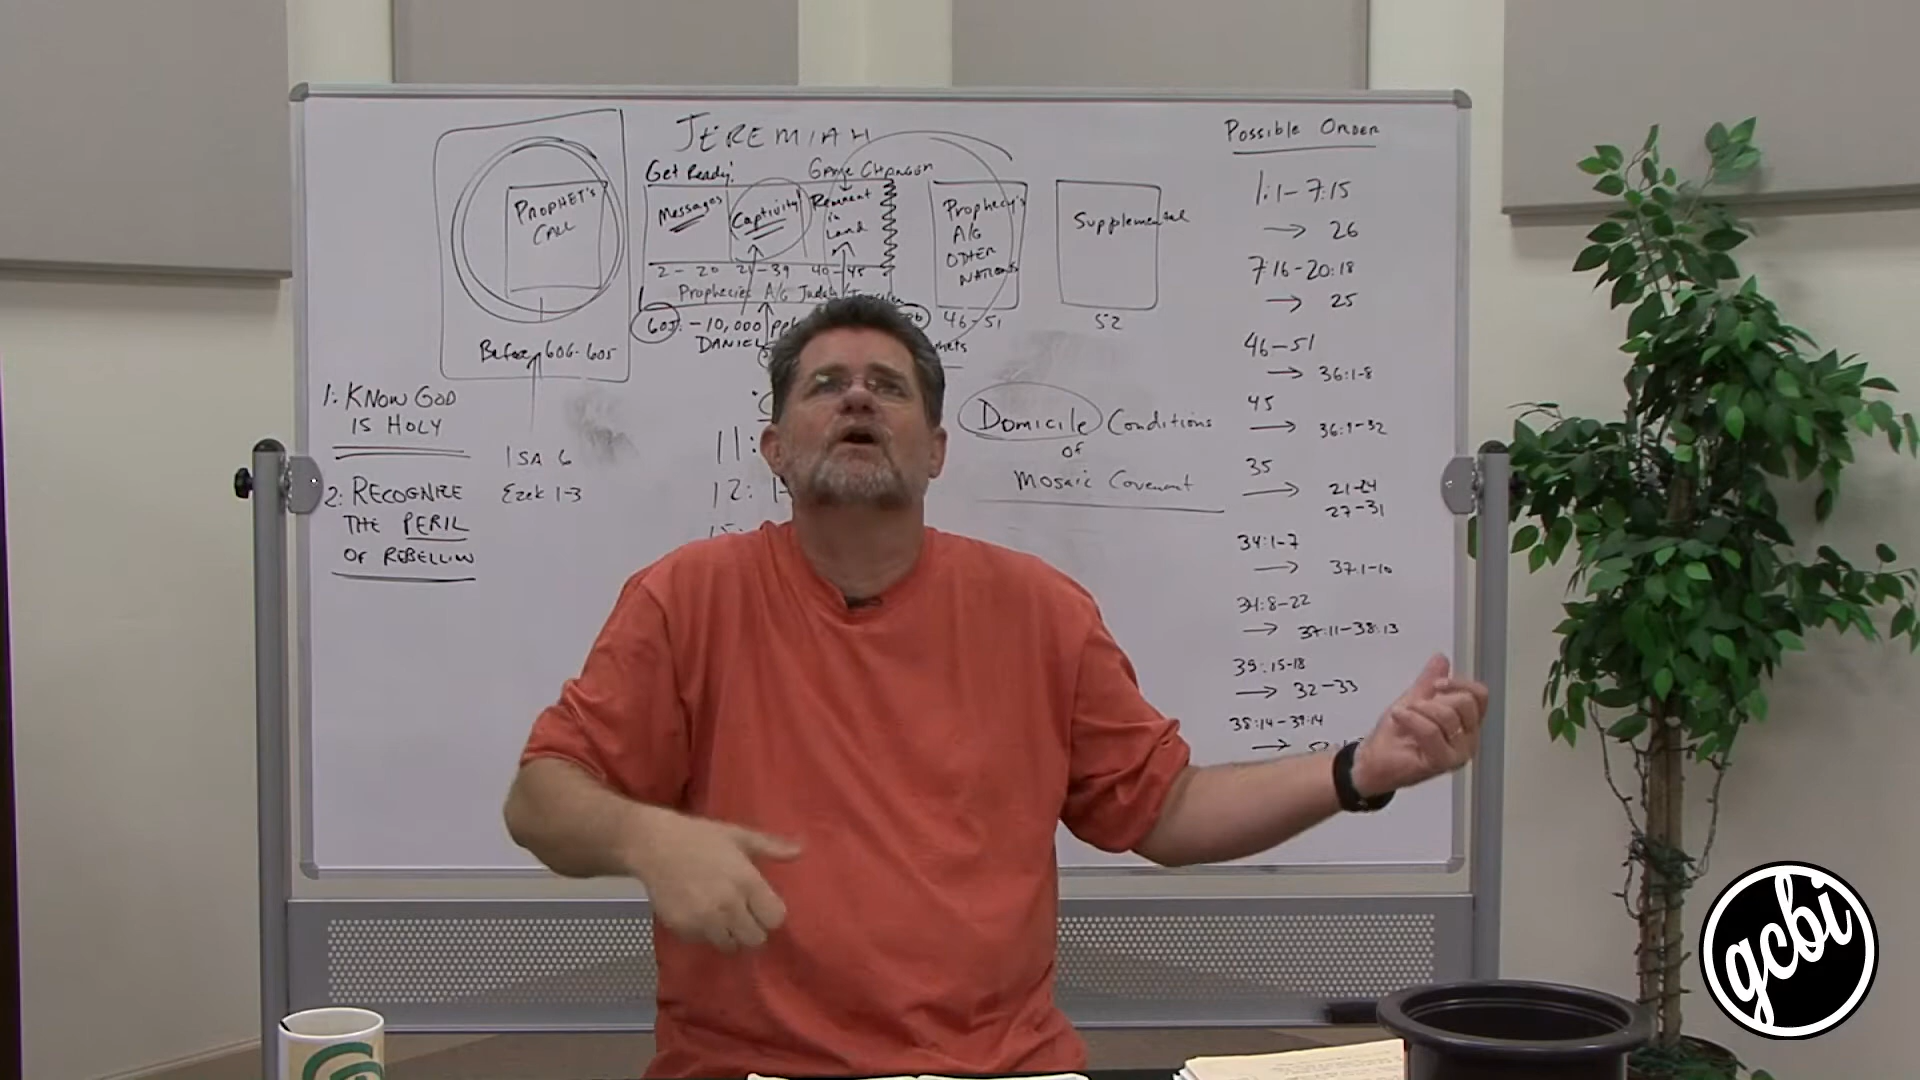 JEREMIAH
Get Ready!
GAME CHANGER
PROPHET'S
CALL
Messages
Captivity
Remnant
in
Land
Prophecy's
A/G
OTHER
NATIONS
Supplemental
2 - 20 21-39 40-45
Prophecies A/G Judah/
605: -10,000 ppl
DANIEL
46-51
52
Before 606-605
1: KNOW GOD
IS HOLY
2: RECOGNIZE
THE PERIL
OF REBELLION
ISA 6
Ezek 1-3
11:
12: 1-
15:
Domicile Conditions
of
Mosaic Covenant
Possible Order
1:1-7:15
→ 26
7:16-20:18
→ 25
46-51
→ 36:1-8
45
→ 36:9-32
35
→ 21-24
27-31
34:1-7
→ 37:1-10
34:8-22
→ 37:11-38:13
39:15-18
→ 32-33
38:14-39:14
→
gcbi